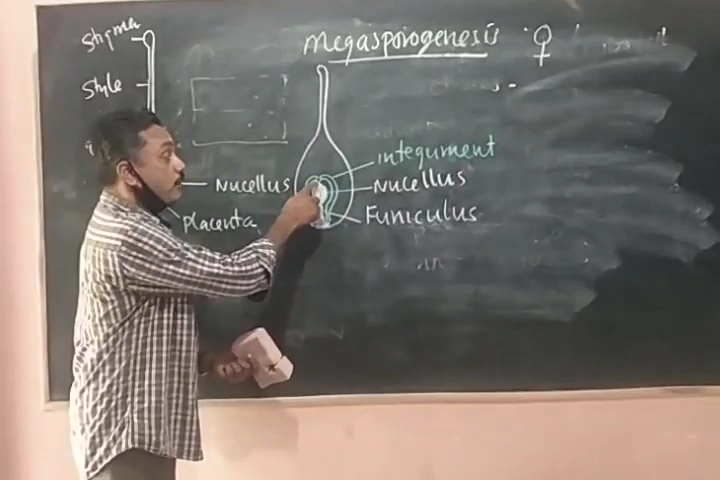 Stigma
Megasporogenesis ♀
Style
integument
Nucellus
Nucellus
Placenta
Funiculus